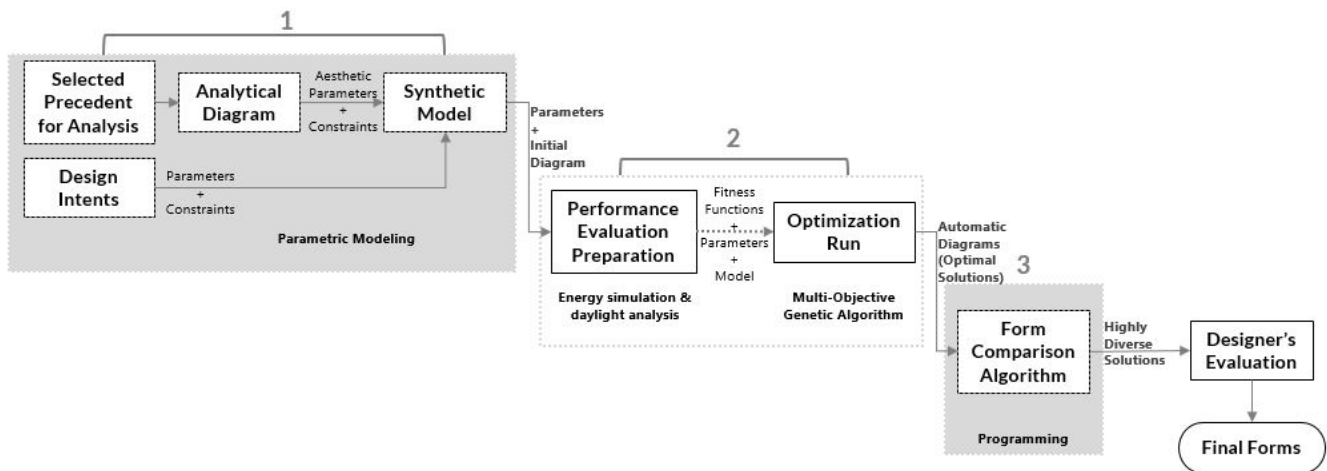 1
Selected
Precedent
for Analysis
Analytical
Diagram
Aesthetic
Parameters
+
Constraints
Synthetic
Model
Design
Intents
Parameters
+
Constraints
Parametric Modeling
Parameters
+
Initial
Diagram
2
Performance
Evaluation
Preparation
Fitness
Functions
+
Parameters
+
Model
Optimization
Run
Energy simulation &
daylight analysis
Multi-Objective
Genetic Algorithm
Automatic
Diagrams
(Optimal
Solutions)
3
Form
Comparison
Algorithm
Programming
Highly
Diverse
Solutions
Designer's
Evaluation
Final Forms